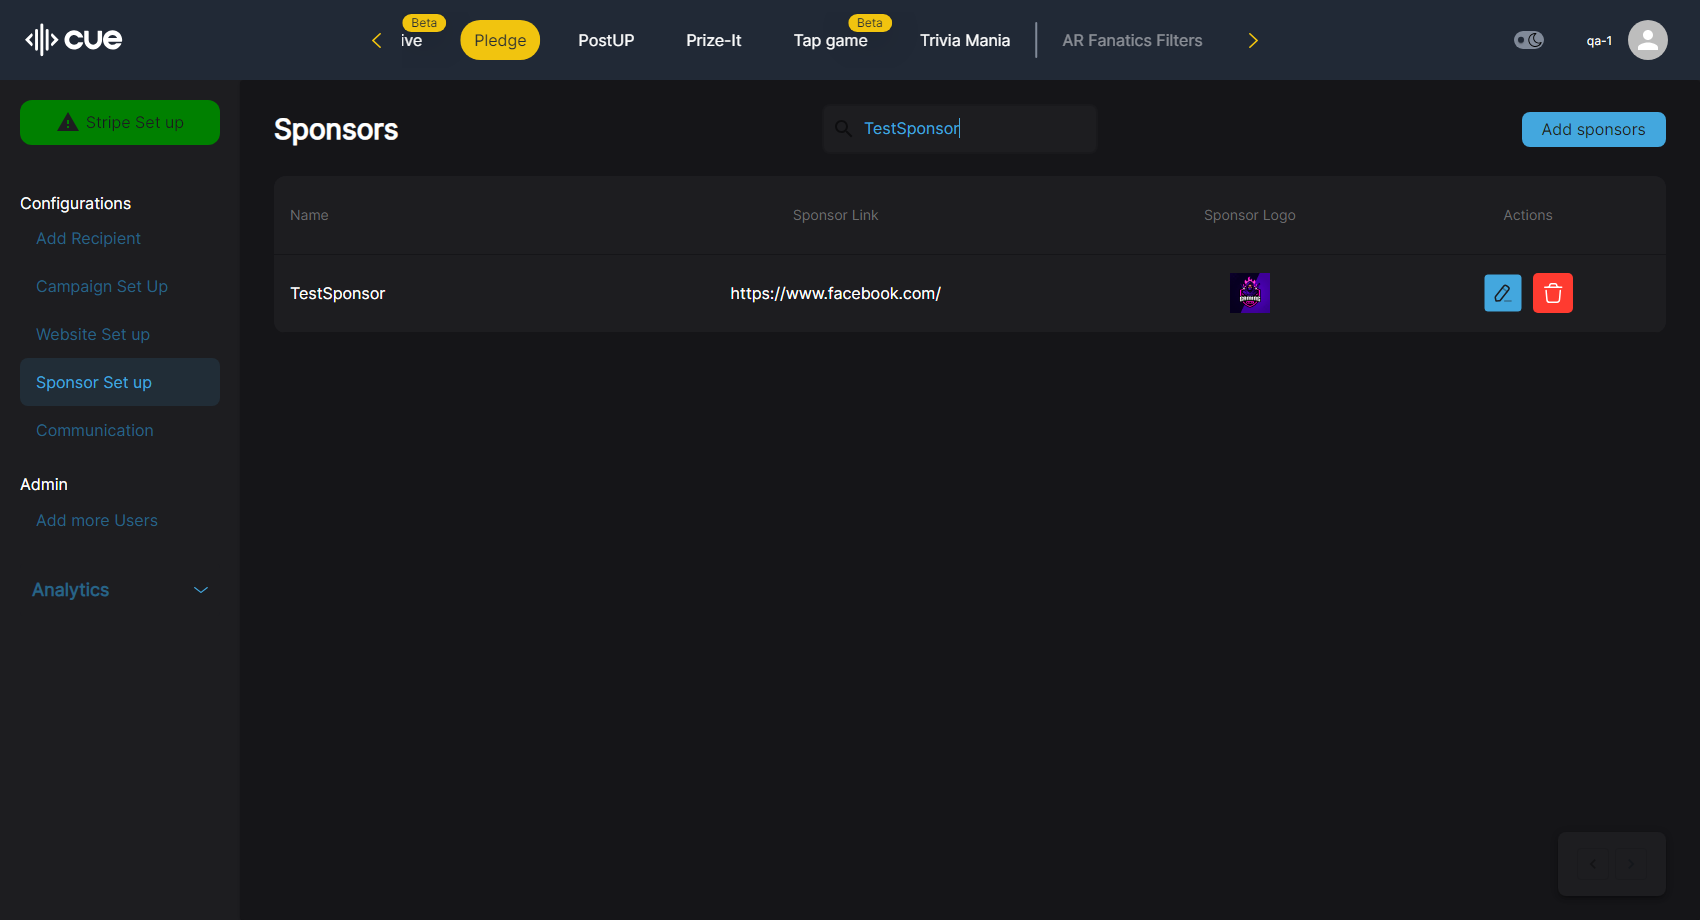 cue
Beta
ive
Pledge
PostUP
Prize-It
Beta
Tap game
Trivia Mania
AR Fanatics Filters
qa-1
Stripe Set up
Configurations
Add Recipient
Campaign Set Up
Website Set up
Sponsor Set up
Communication
Admin
Add more Users
Analytics
Sponsors
TestSponsor
Add sponsors
Name
Sponsor Link
Sponsor Logo
Actions
TestSponsor
https://www.facebook.com/
GAMING